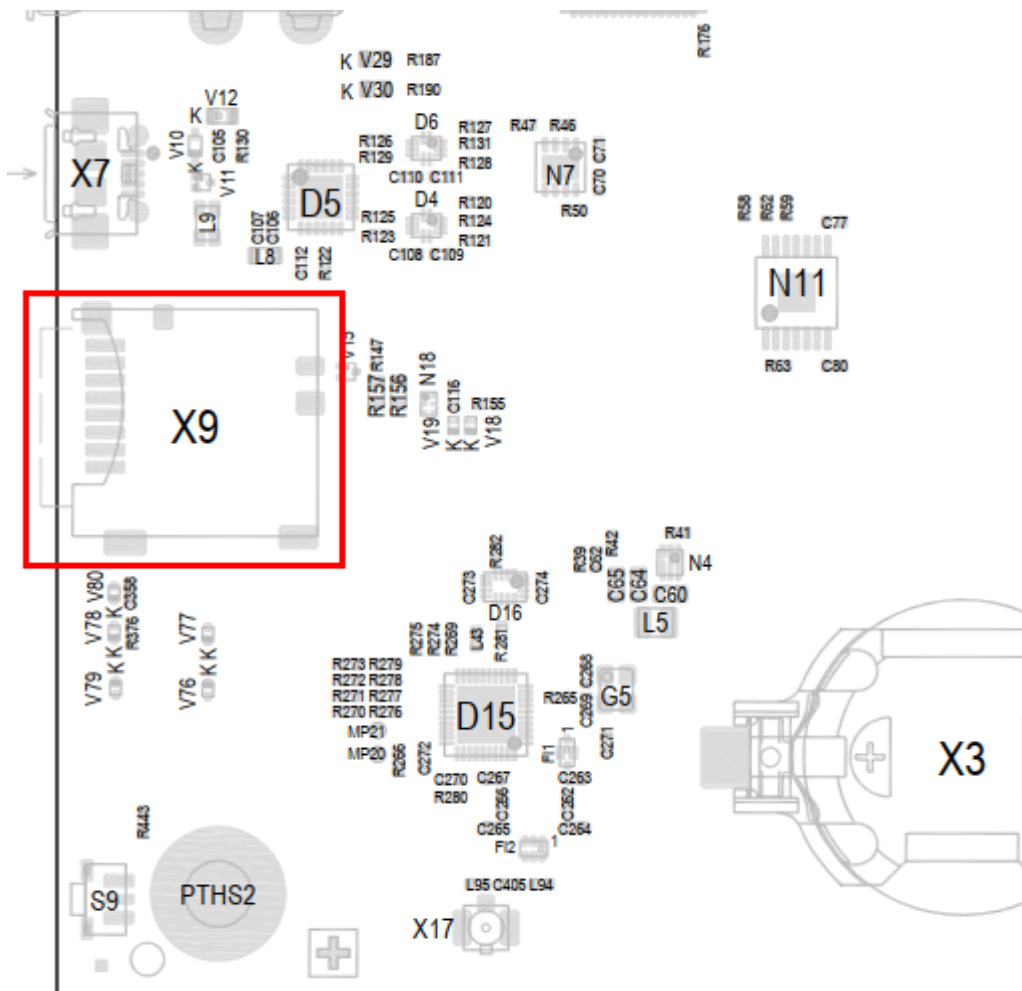 R176
K V29 R187
K V30 R190
V12
K
V10
K
V11
C105
R130
X7
L9
C107
C106
L8
D5
C112
R122
D6
R126
R129
R127
R131
R128
C110 C111
D4
R125
R123
R120
R124
R121
C108 C109
R47 R46
C71
C70
N7
R50
R58
R62
R59
C77
N11
R63 C80
X9
V15
R147
R157
R156
N18
C116
R155
V19
K
K
V18
R282
C273
C274
D16
R39
C62
R42
R41
N4
C65
C64
C60
L5
V80
K
C358
V78
K
R376
K
V79
V77
K
K
V76
R275
R274
R269
L43
R281
R273 R279
R272 R278
R271 R277
R270 R276
MP21
MP20
R266
C272
D15
R265
C268
C269
G5
C271
FI1
1
C270 C267
R280
C263
C266
C262
C265
C264
FI2 1
X3
R443
S9
PTHS2
L95 C405 L94
X17